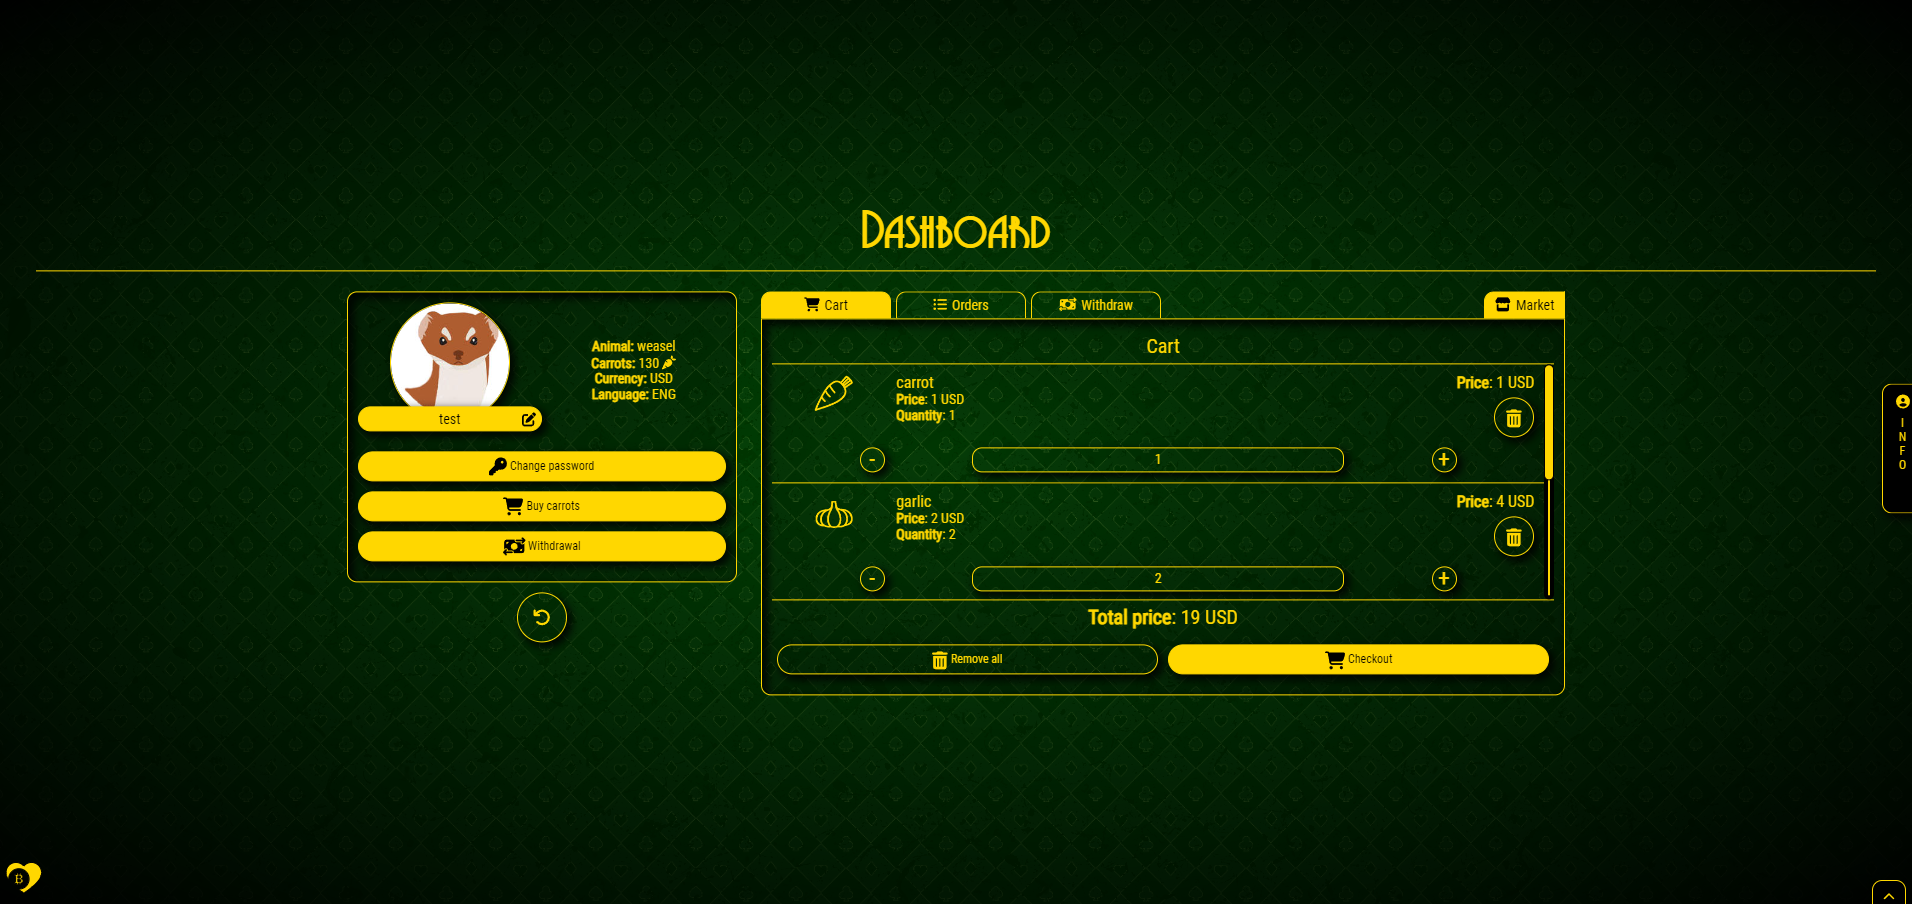 Dashboard
Animal: weasel
Carrots: 130
Currency: USD
Language: ENG
test
Change password
Buy carrots
Withdrawal
Cart
Orders
Withdraw
Market
Cart
carrot
Price: 1 USD
Quantity: 1
Price: 1 USD
-
1
+
garlic
Price: 2 USD
Quantity: 2
Price: 4 USD
-
2
+
Total price: 19 USD
Remove all
Checkout
INFO
B